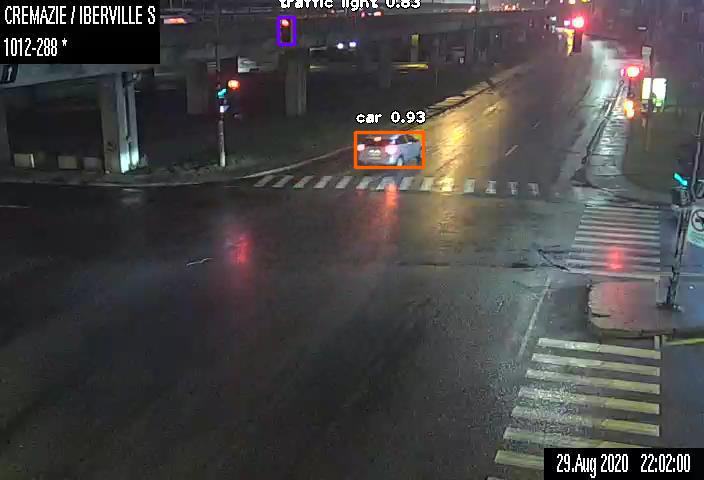 traffic light 0.83
CREMAZIE / IBERVILLE S
1012-288 *
car 0.93
29.Aug 2020 22:02:00